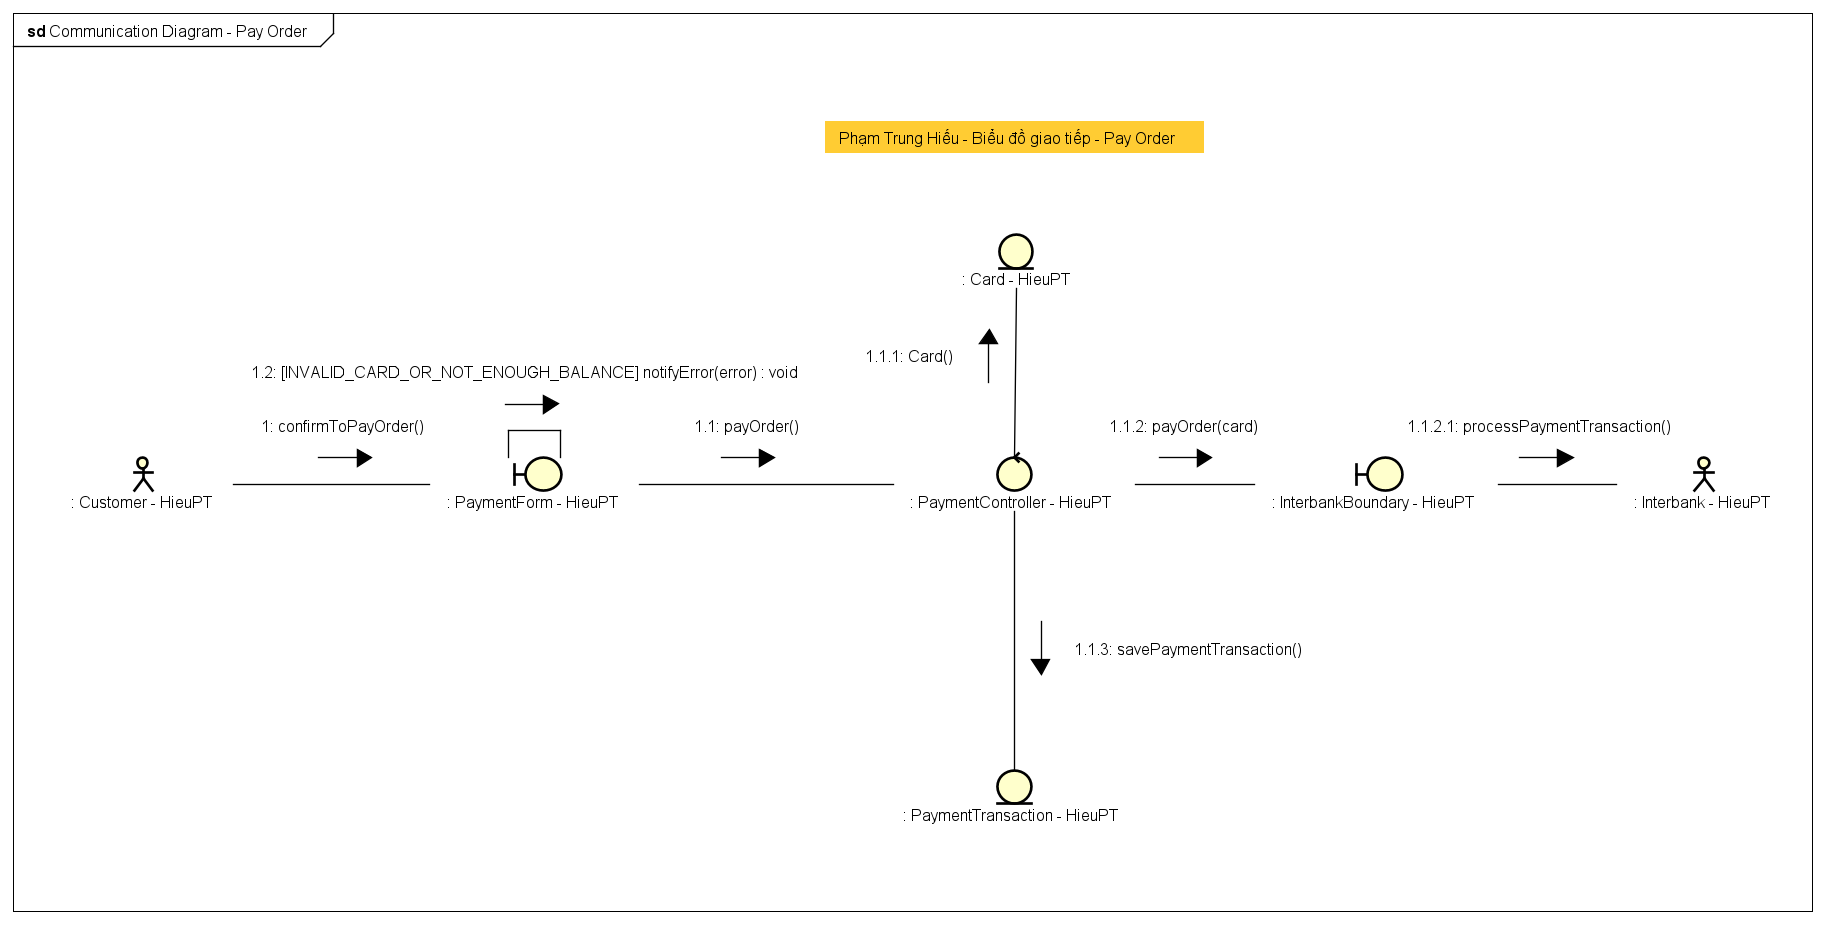 sd Communication Diagram - Pay Order
Phạm Trung Hiếu - Biểu đồ giao tiếp - Pay Order
: Card - HieuPT
1.1.1: Card()
1.2: [INVALID_CARD_OR_NOT_ENOUGH_BALANCE] notifyError(error) : void
1: confirmToPayOrder()
1.1: payOrder()
1.1.2: payOrder(card)
1.1.2.1: processPaymentTransaction()
: Customer - HieuPT
: PaymentForm - HieuPT
: PaymentController - HieuPT
: InterbankBoundary - HieuPT
: Interbank - HieuPT
1.1.3: savePaymentTransaction()
: PaymentTransaction - HieuPT